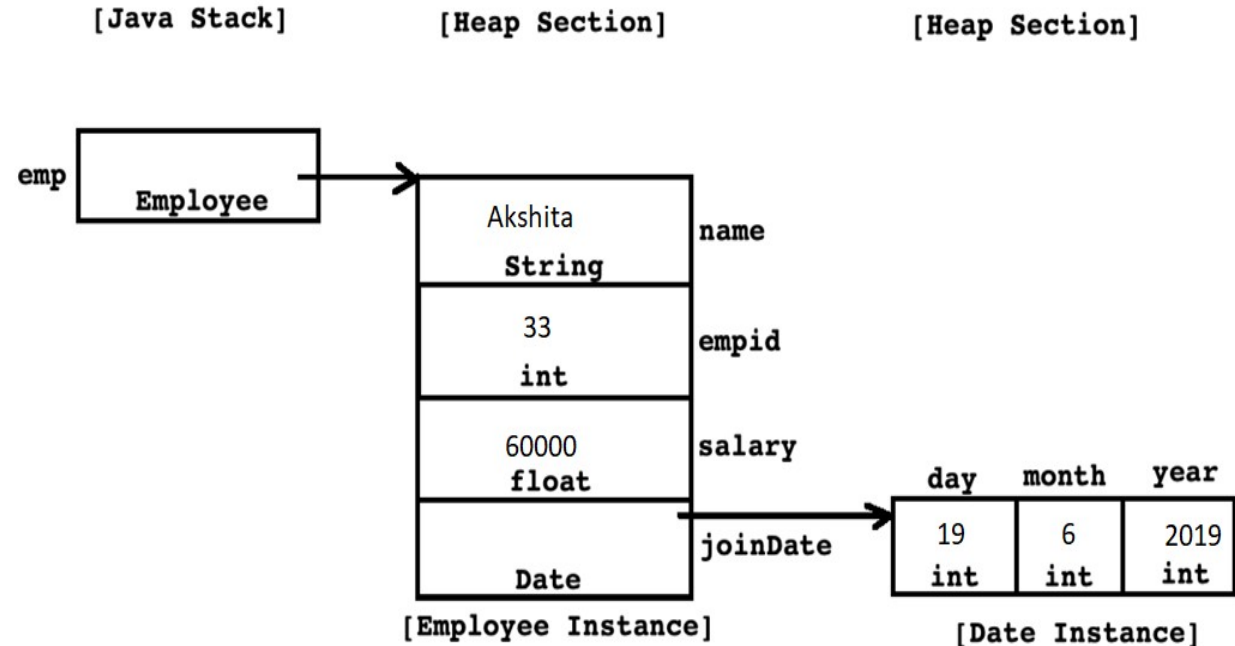 [Java Stack]
[Heap Section]
[Heap Section]
emp
Employee
Akshita
String
name
33
int
empid
60000
float
salary
Date
joinDate
day month year
19 6 2019
int int int
[Employee Instance]
[Date Instance]